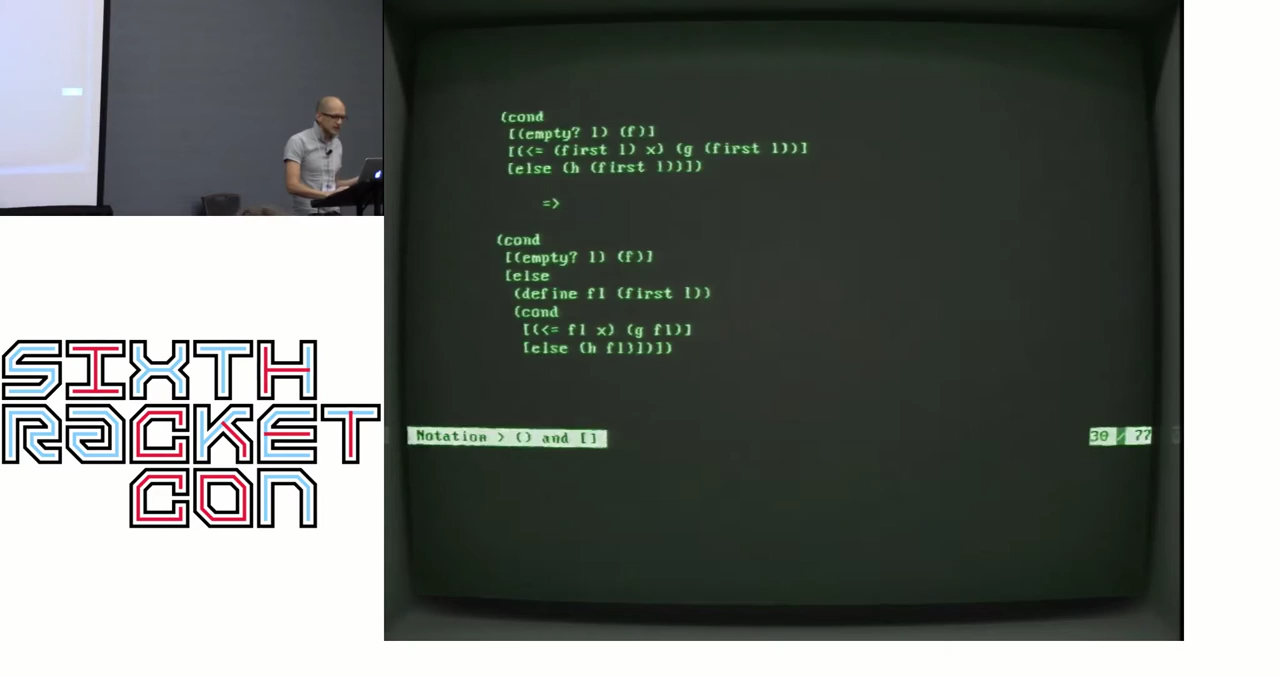 (cond
[(empty? l) (f)]
[(<= (first l) x) (g (first l))]
[else (h (first l))])
=>
(cond
[(empty? l) (f)]
[else
(define fl (first l))
(cond
[(<= fl x) (g fl)]
[else (h fl)])])
Notation > () and []
30 / 77
SIXTH
RACKET
CON